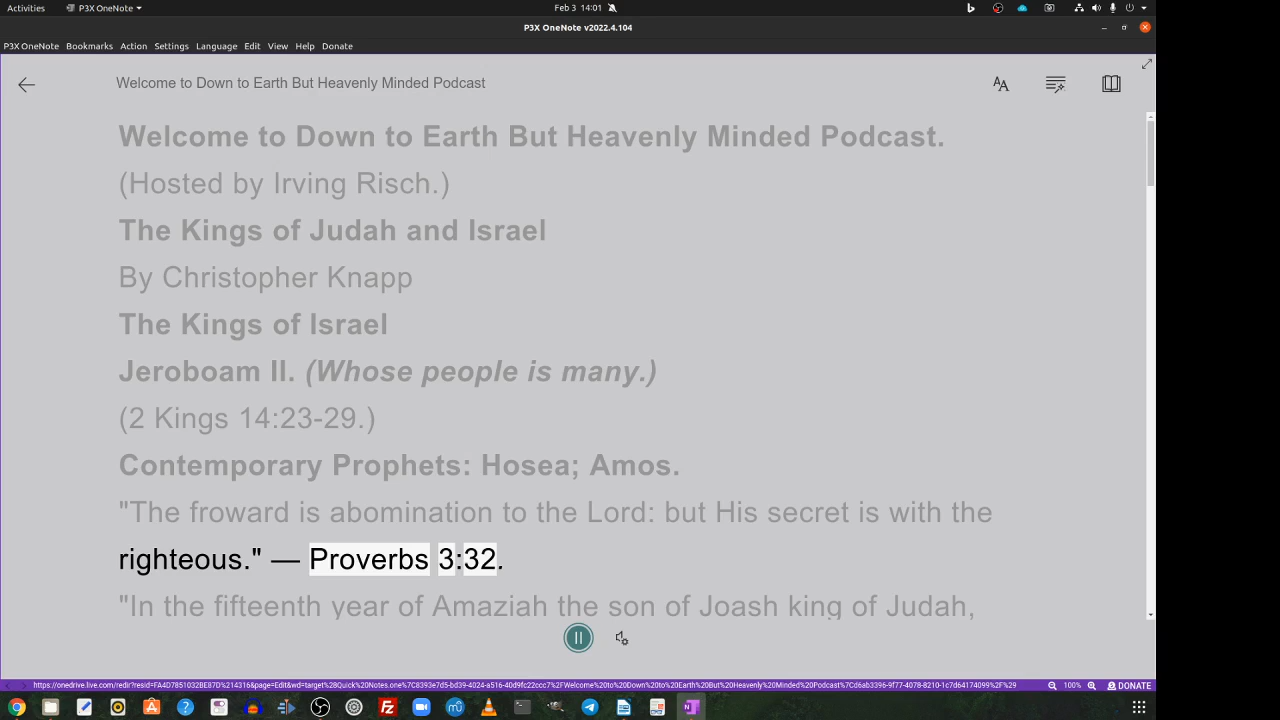 Activities
P3X OneNote
Feb 3 14:01
P3X OneNote v2022.4.104
P3X OneNote Bookmarks Action Settings Language Edit View Help Donate
Welcome to Down to Earth But Heavenly Minded Podcast
Welcome to Down to Earth But Heavenly Minded Podcast.
(Hosted by Irving Risch.)
The Kings of Judah and Israel
By Christopher Knapp
The Kings of Israel
Jeroboam II. (Whose people is many.)
(2 Kings 14:23-29.)
Contemporary Prophets: Hosea; Amos.
"The froward is abomination to the Lord: but His secret is with the
righteous." — Proverbs 3:32.
"In the fifteenth year of Amaziah the son of Joash king of Judah,
100%
DONATE